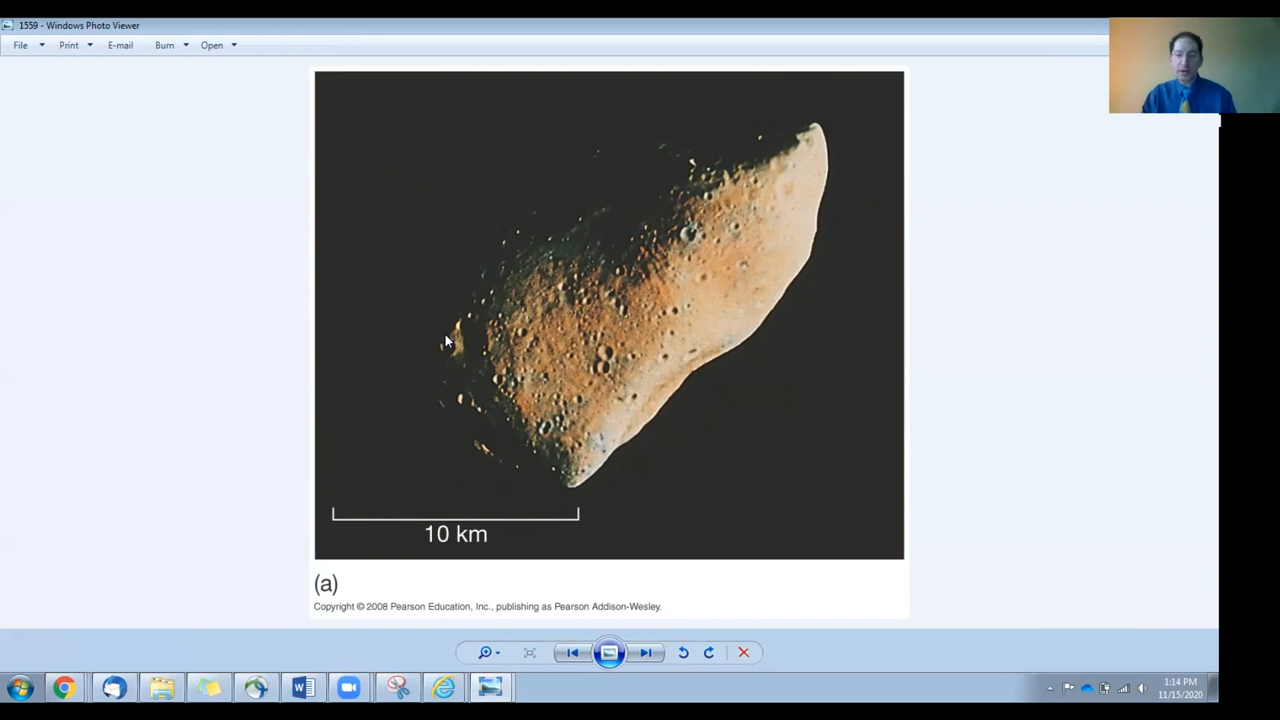 1559 - Windows Photo Viewer
File Print E-mail Burn Open
10 km
(a)
Copyright © 2008 Pearson Education, Inc., publishing as Pearson Addison-Wesley.
1:14 PM
11/15/2020